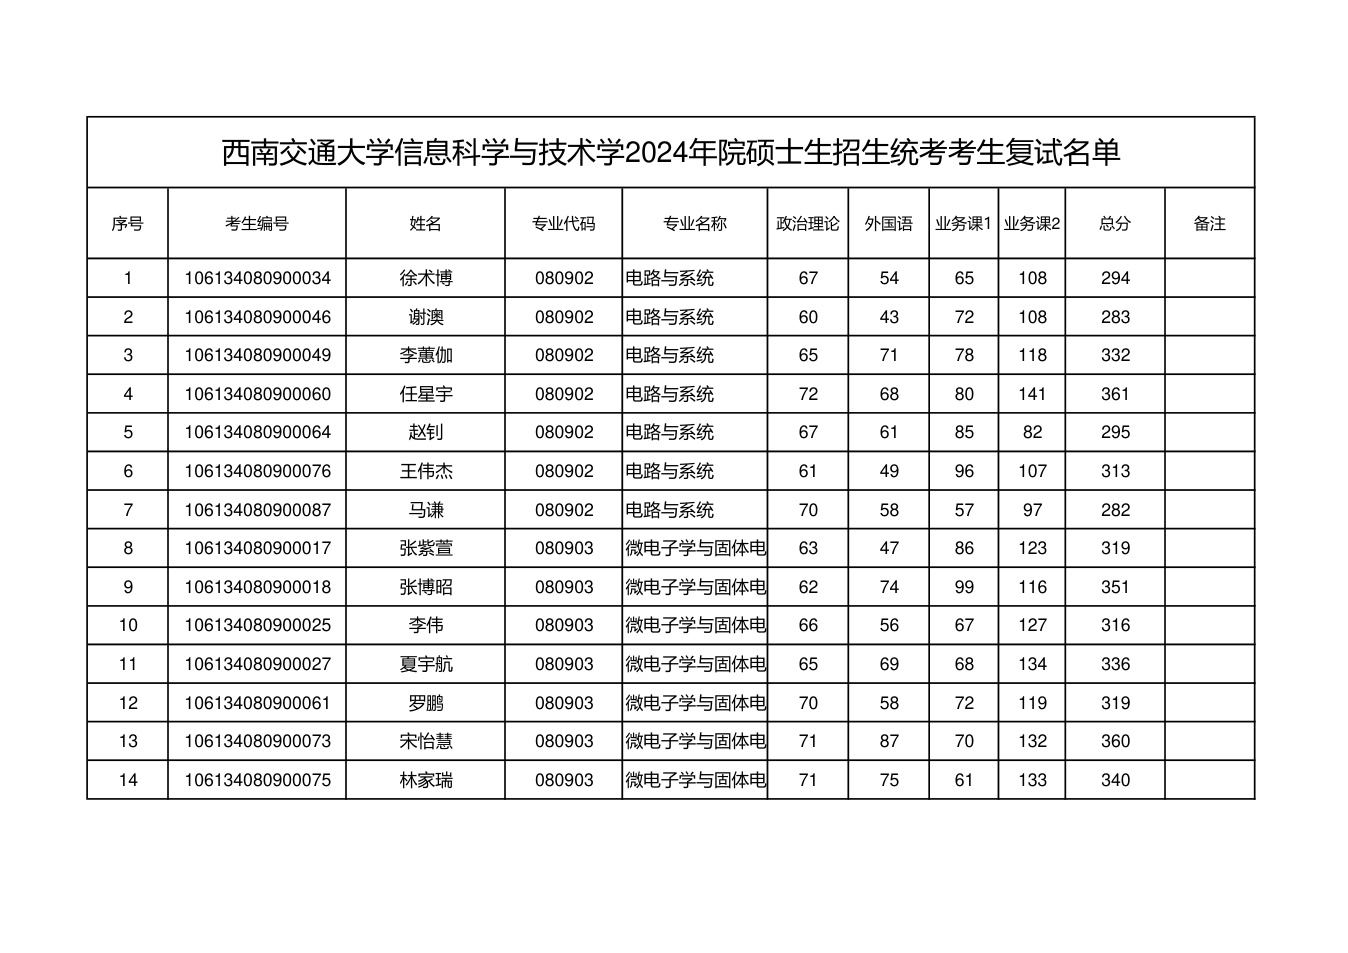 西南交通大学信息科学与技术学2024年院硕士生招生统考考生复试名单
序号 考生编号 姓名 专业代码 专业名称 政治理论 外国语 业务课1 业务课2 总分 备注
1 106134080900034 徐术博 080902 电路与系统 67 54 65 108 294
2 106134080900046 谢澳 080902 电路与系统 60 43 72 108 283
3 106134080900049 李蕙伽 080902 电路与系统 65 71 78 118 332
4 106134080900060 任星宇 080902 电路与系统 72 68 80 141 361
5 106134080900064 赵钊 080902 电路与系统 67 61 85 82 295
6 106134080900076 王伟杰 080902 电路与系统 61 49 96 107 313
7 106134080900087 马谦 080902 电路与系统 70 58 57 97 282
8 106134080900017 张紫萱 080903 微电子学与固体电 63 47 86 123 319
9 106134080900018 张博昭 080903 微电子学与固体电 62 74 99 116 351
10 106134080900025 李伟 080903 微电子学与固体电 66 56 67 127 316
11 106134080900027 夏宇航 080903 微电子学与固体电 65 69 68 134 336
12 106134080900061 罗鹏 080903 微电子学与固体电 70 58 72 119 319
13 106134080900073 宋怡慧 080903 微电子学与固体电 71 87 70 132 360
14 106134080900075 林家瑞 080903 微电子学与固体电 71 75 61 133 340